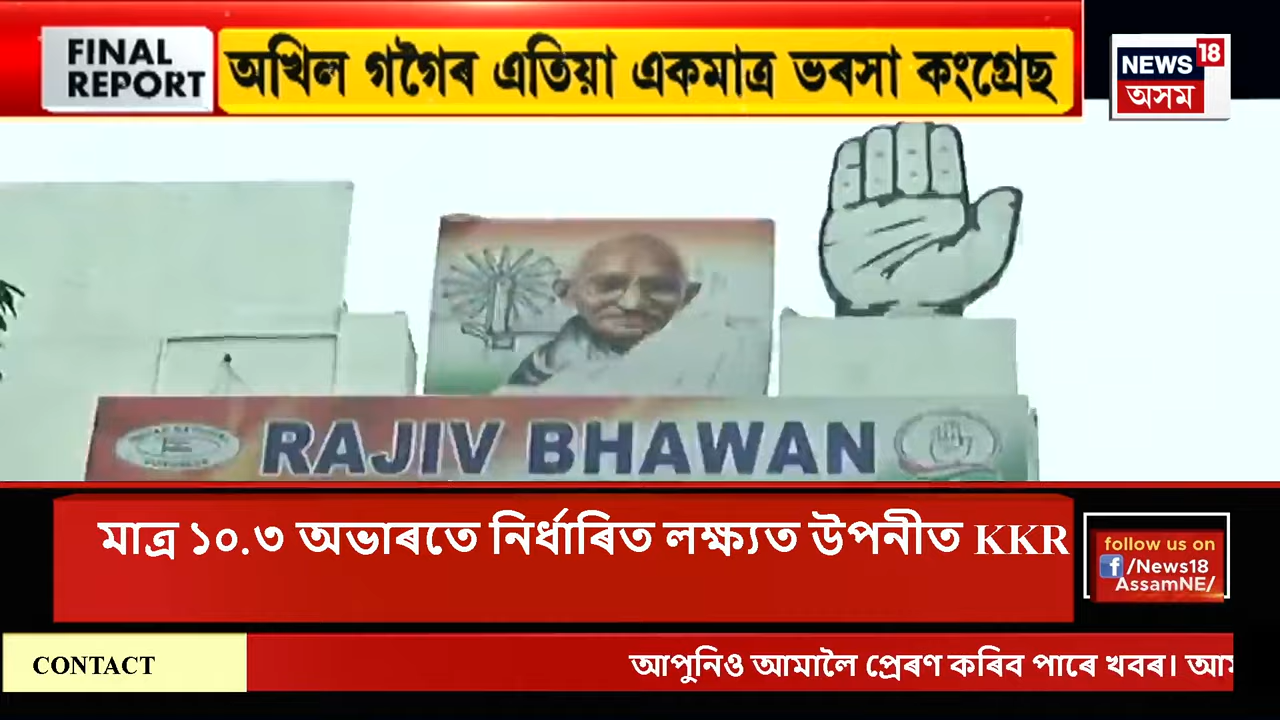 FINAL
REPORT
অখিল গগৈৰ এতিয়া একমাত্ৰ ভৰসা কংগ্ৰেছ
NEWS 18
অসম
RAJIV BHAWAN
মাত্ৰ ১০.৩ অভাৰতে নিৰ্ধাৰিত লক্ষ্যত উপনীত KKR
follow us on
/News18
AssamNE/
CONTACT
আপুনিও আমালৈ প্ৰেৰণ কৰিব পাৰে খবৰ।